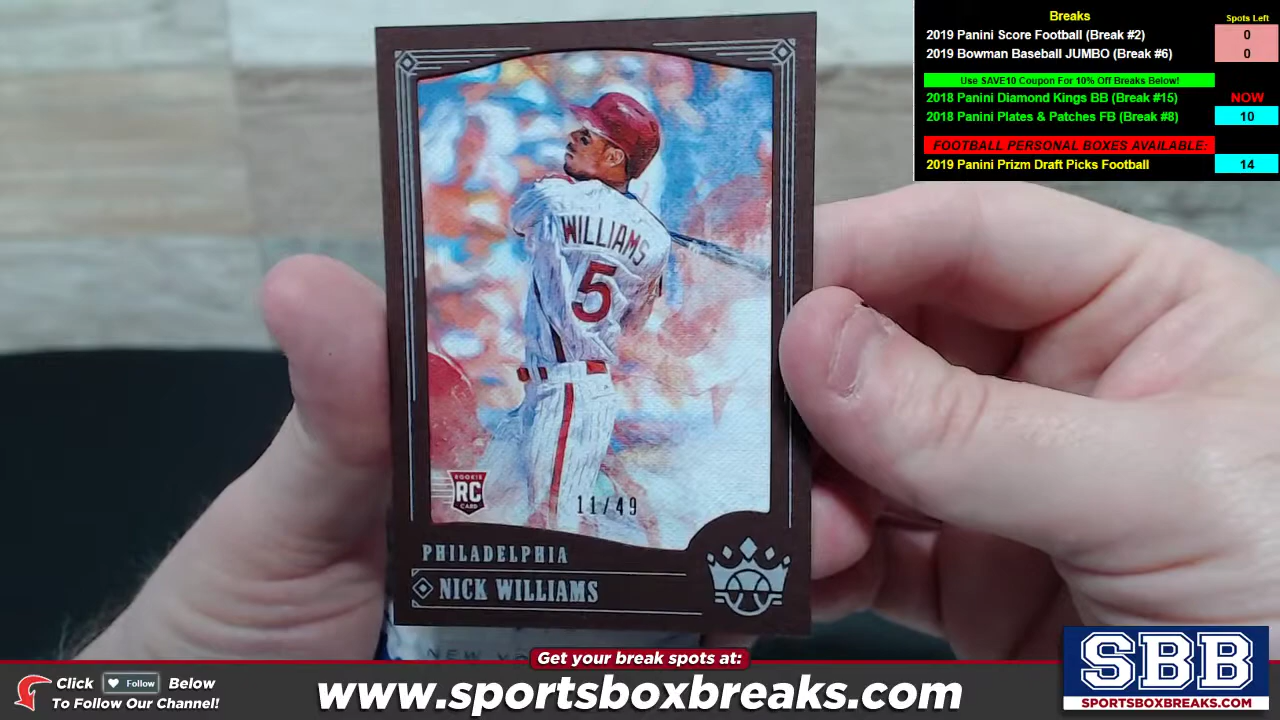 Breaks
Spots Left
2019 Panini Score Football (Break #2)
0
2019 Bowman Baseball JUMBO (Break #6)
0
Use SAVE10 Coupon For 10% Off Breaks Below!
2018 Panini Diamond Kings BB (Break #15)
NOW
2018 Panini Plates & Patches FB (Break #8)
10
FOOTBALL PERSONAL BOXES AVAILABLE:
2019 Panini Prizm Draft Picks Football
14
WILLIAMS
5
ROOKIE
RC
CARD
11/49
PHILADELPHIA
NICK WILLIAMS
NEW YO
Get your break spots at:
Click Follow Below
To Follow Our Channel!
www.sportsboxbreaks.com
SBB
SPORTSBOXBREAKS.COM